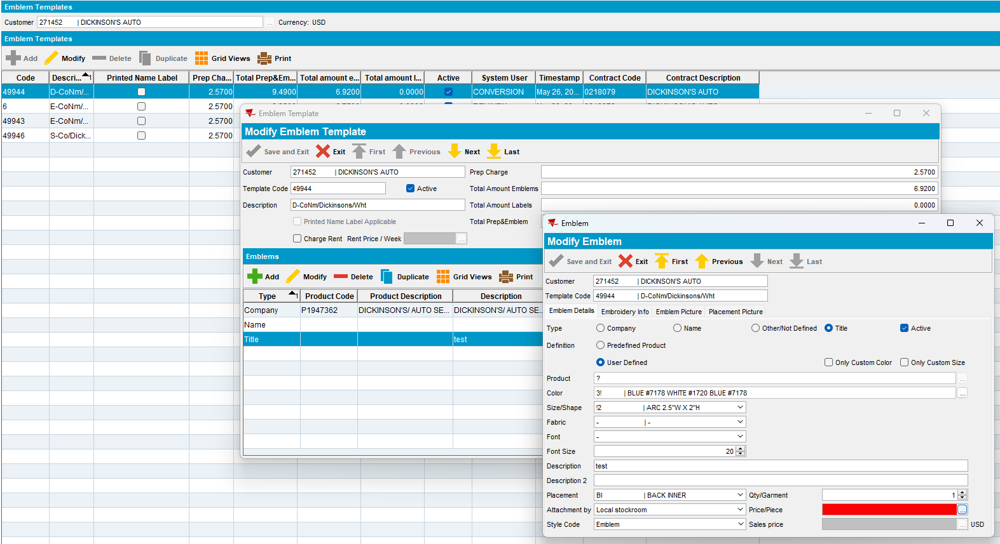 Emblem Templates
Customer 271452 | DICKINSON'S AUTO ... Currency: USD
Emblem Templates
Add Modify Delete Duplicate Grid Views Print
Code Descri... 1 Printed Name Label Prep Cha... Total Prep&Em... Total amount e... Total amount l... Active System User Timestamp Contract Code Contract Description
49944 D-CoNm/... 2.5700 9.4900 6.9200 0.0000 CONVERSION May 26, 20... 0218079 DICKINSON'S AUTO
6 E-CoNm/... 2.5700
49943 E-CoNm/... 2.5700
49946 S-Co/Dick... 2.5700
Emblem Template
Modify Emblem Template
Save and Exit Exit First Previous Next Last
Customer 271452 | DICKINSON'S AUTO Prep Charge 2.5700
Template Code 49944 Active Total Amount Emblems 6.9200
Description D-CoNm/Dickinsons/Wht Total Amount Labels 0.0000
Printed Name Label Applicable Total Prep&Emblem
Charge Rent Rent Price / Week ...
Emblems
Add Modify Delete Duplicate Grid Views Print
Type 1 Product Code Product Description Description
Company P1947362 DICKINSON'S/ AUTO SE... DICKINSON'S/ AUTO SE...
Name
Title test
Emblem
Modify Emblem
Save and Exit Exit First Previous Next Last
Customer 271452 | DICKINSON'S AUTO
Template Code 49944 | D-CoNm/Dickinsons/Wht
Emblem Details Embroidery Info Emblem Picture Placement Picture
Type Company Name Other/Not Defined Title Active
Definition Predefined Product
User Defined Only Custom Color Only Custom Size
Product ? ...
Color 3! | BLUE #7178 WHITE #1720 BLUE #7178 ...
Size/Shape !2 | ARC 2.5"W X 2"H
Fabric - | -
Font -
Font Size 20
Description test
Description 2
Placement BI | BACK INNER Qty/Garment 1
Attachment by Local stockroom Price/Piece ...
Style Code Emblem Sales price ... USD